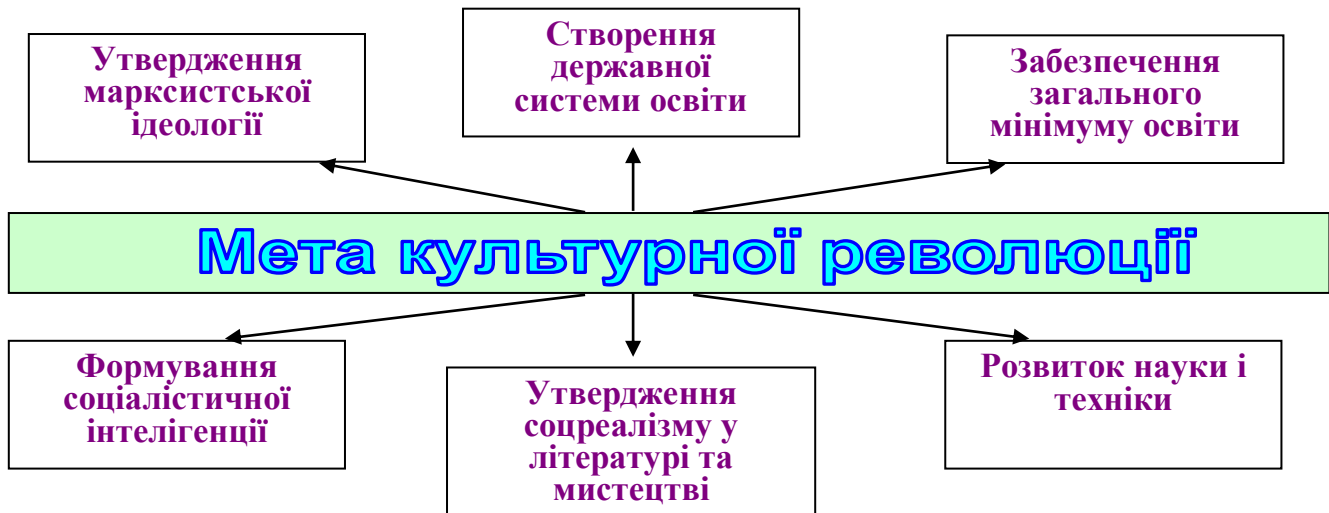 Утвердження
марксистської
ідеології
Створення
державної
системи освіти
Забезпечення
загального
мінімуму освіти
Мета культурної революції
Формування
соціалістичної
інтелігенції
Утвердження
соцреалізму у
літературі та
мистецтві
Розвиток науки і
техніки